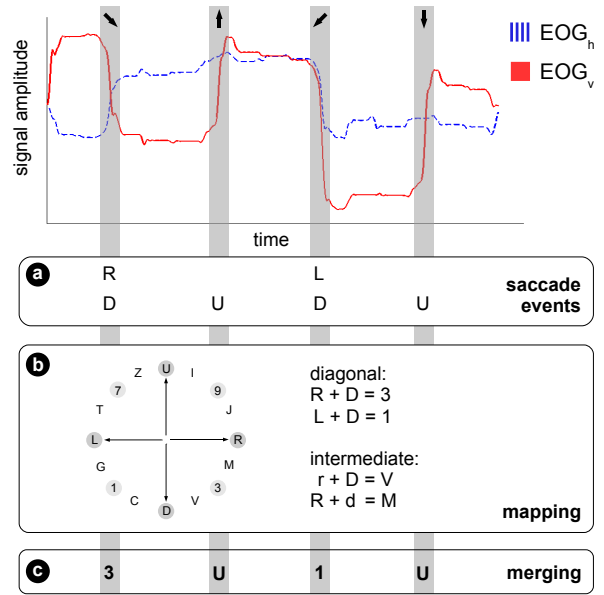 EOGh
EOGv
signal amplitude
time
a
R L
D U D U
saccade
events
b
U
Z I
7 9
T J
L R
G M
1 3
C V
D
diagonal:
R + D = 3
L + D = 1
intermediate:
r + D = V
R + d = M
mapping
c
3 U 1 U
merging